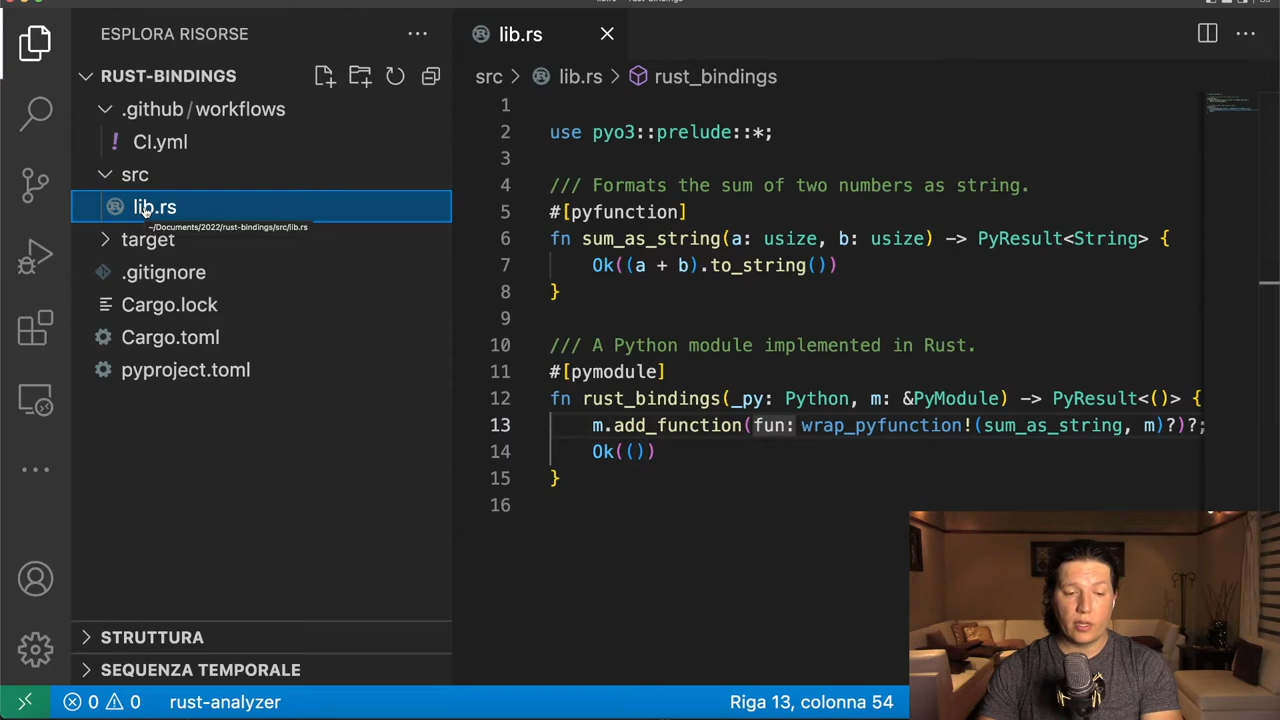 ESPLORA RISORSE
lib.rs
RUST-BINDINGS
src lib.rs rust_bindings
.github/workflows
CI.yml
src
lib.rs
~/Documents/2022/rust-bindings/src/lib.rs
target
.gitignore
Cargo.lock
Cargo.toml
pyproject.toml
1
2 use pyo3::prelude::*;
3
4 /// Formats the sum of two numbers as string.
5 #[pyfunction]
6 fn sum_as_string(a: usize, b: usize) -> PyResult<String> {
7 Ok((a + b).to_string())
8 }
9
10 /// A Python module implemented in Rust.
11 #[pymodule]
12 fn rust_bindings(_py: Python, m: &PyModule) -> PyResult<()> {
13 m.add_function(fun: wrap_pyfunction!(sum_as_string, m)?)?;
14 Ok(())
15 }
16
STRUTTURA
SEQUENZA TEMPORALE
0 0 rust-analyzer
Riga 13, colonna 54